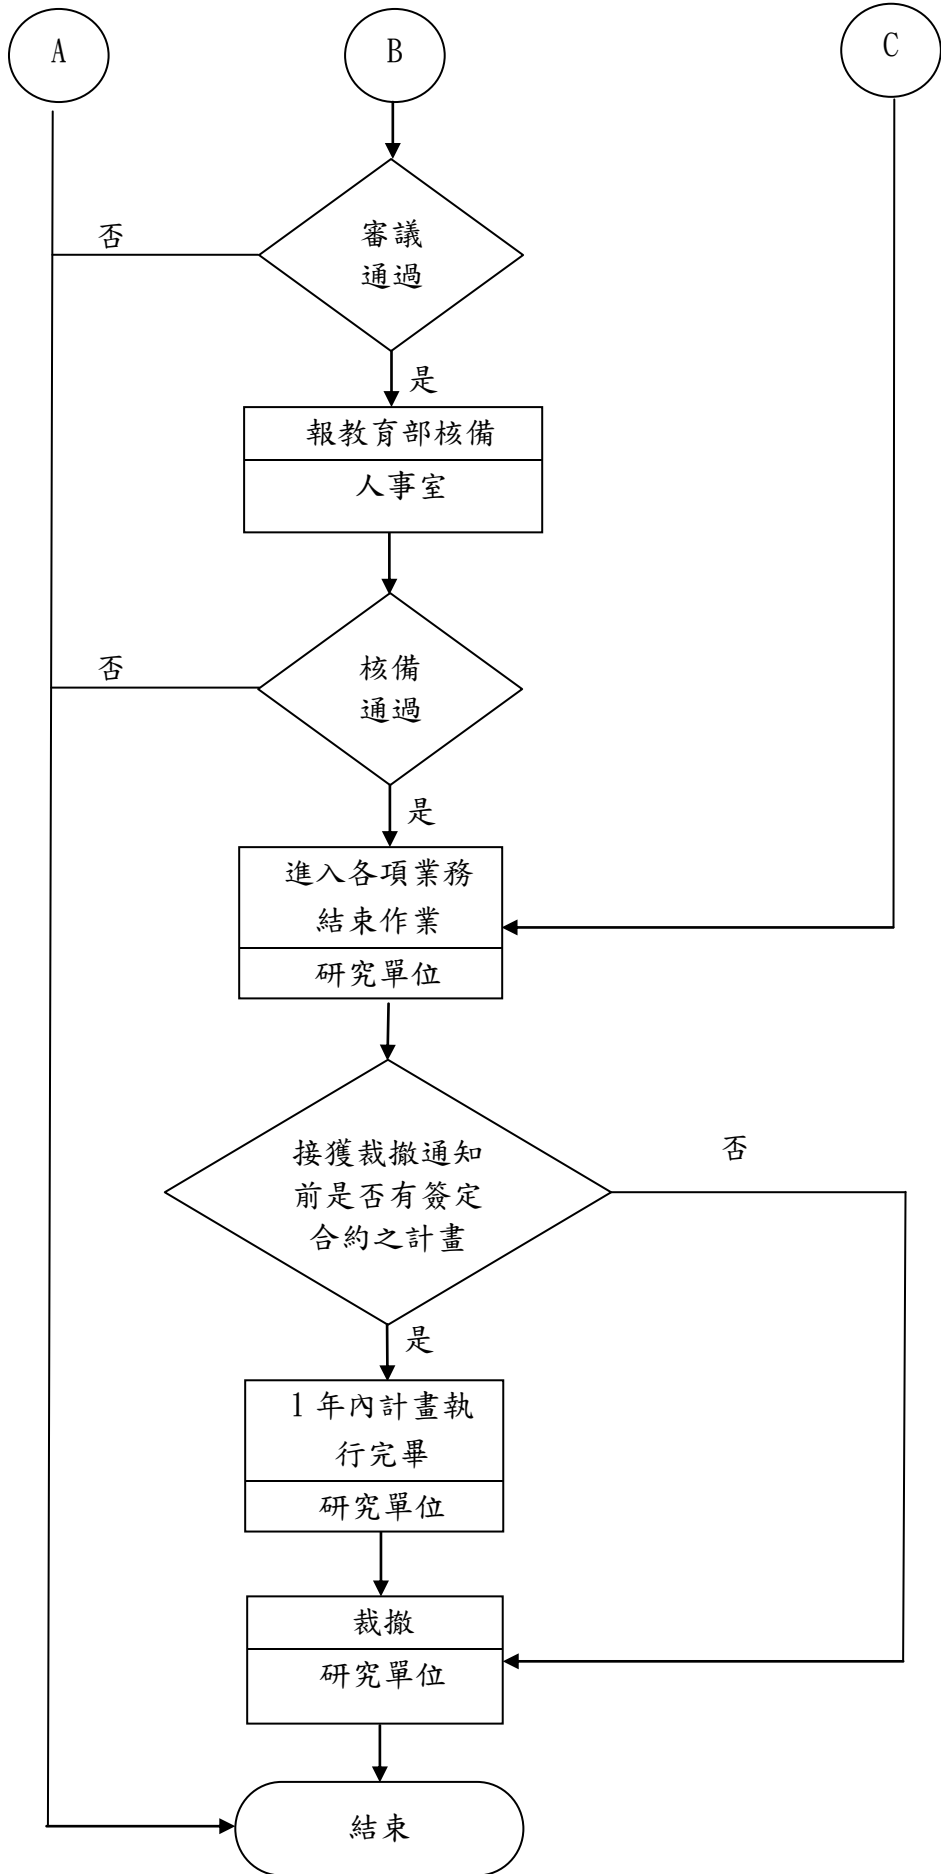 A
B
C
審議
通過
否
是
報教育部核備
人事室
核備
通過
否
是
進入各項業務
結束作業
研究單位
接獲裁撤通知
前是否有簽定
合約之計畫
否
是
1 年內計畫執
行完畢
研究單位
裁撤
研究單位
結束